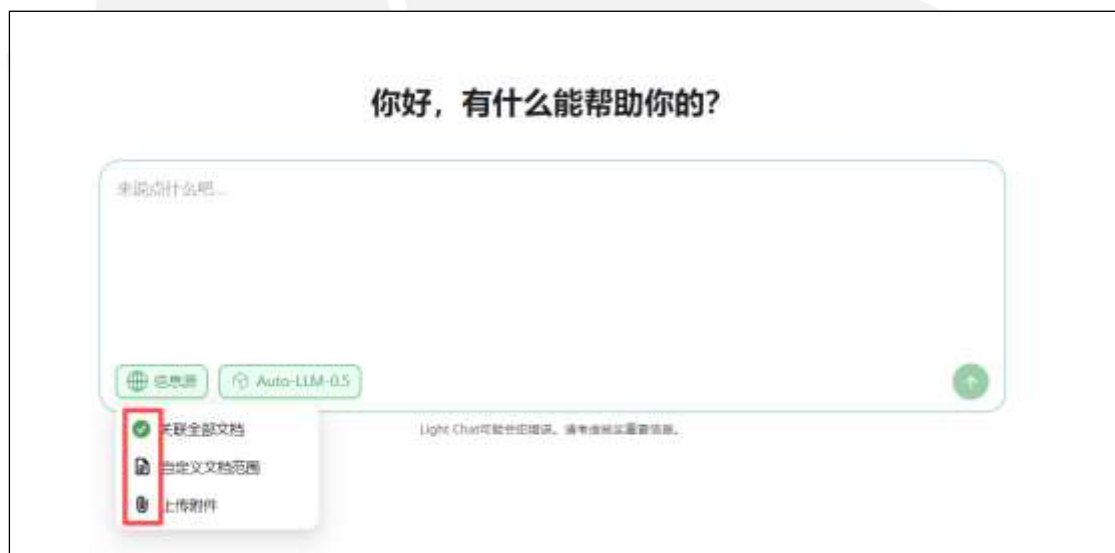 你好，有什么能帮助你的？
来说点什么吧...
信息源 Auto-LLM-0.5
关联全部文档
Light Chat可能会犯错误。请考虑核实重要信息。
自定义文档范围
上传附件